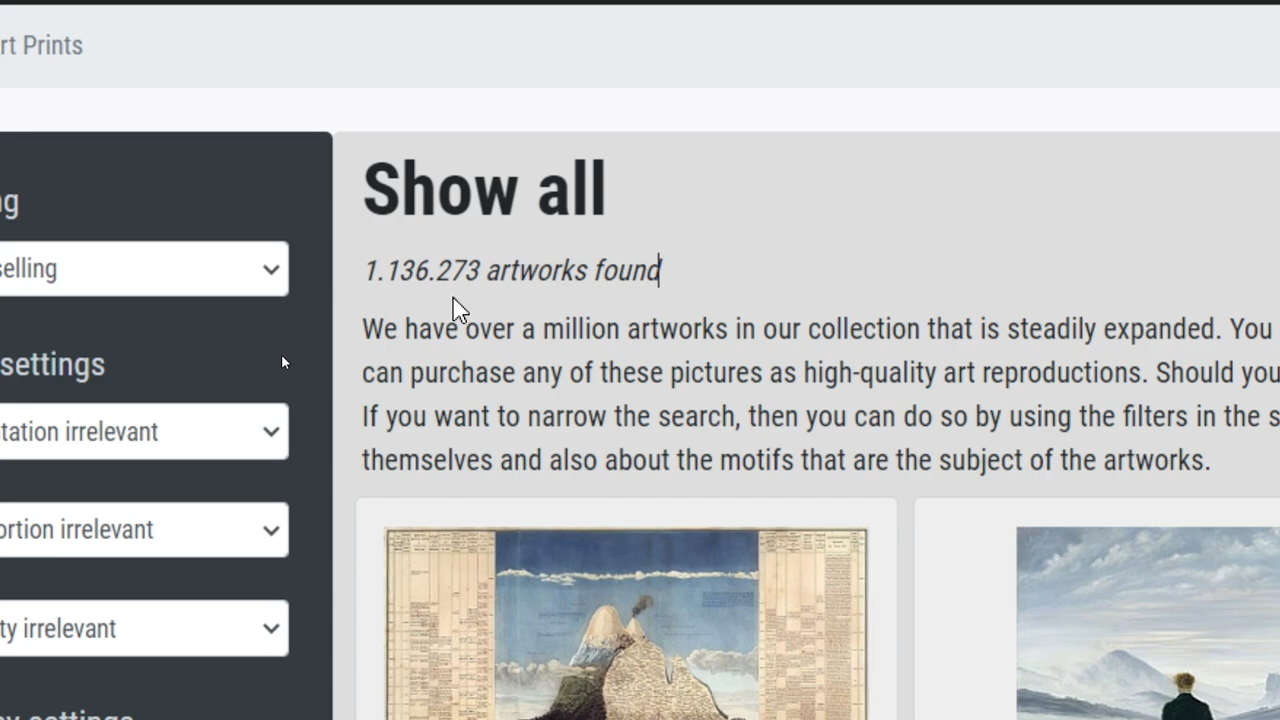 rt Prints
ng
selling
settings
tation irrelevant
ortion irrelevant
ty irrelevant
settings
Show all
1.136.273 artworks found
We have over a million artworks in our collection that is steadily expanded. You
can purchase any of these pictures as high-quality art reproductions. Should you
If you want to narrow the search, then you can do so by using the filters in the s
themselves and also about the motifs that are the subject of the artworks.